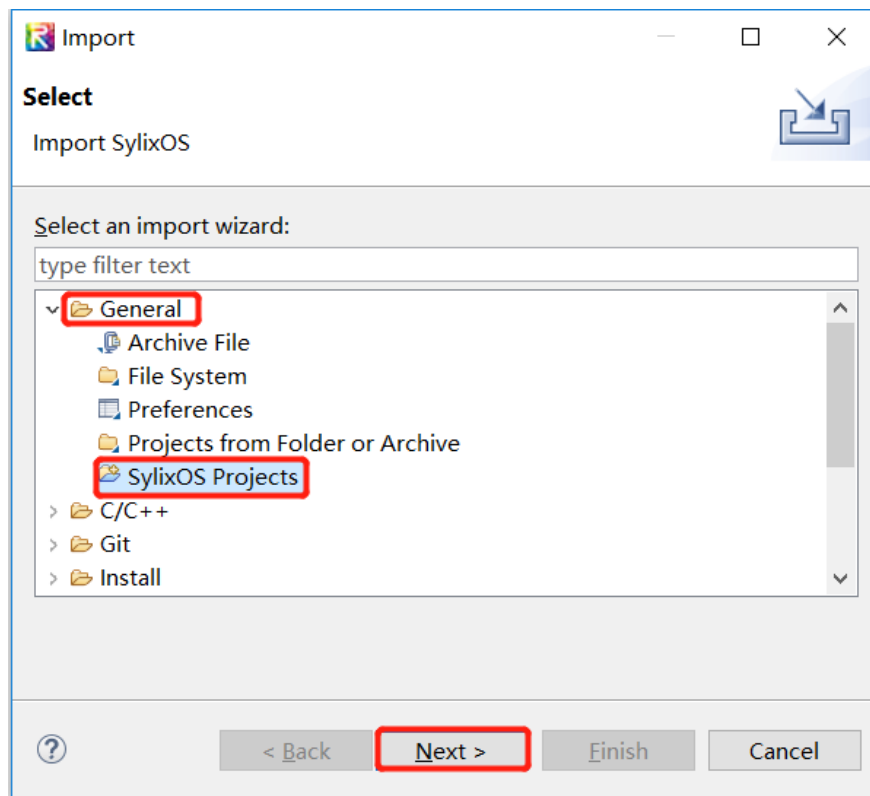 Import
Select
Import SylixOS
Select an import wizard:
type filter text
General
Archive File
File System
Preferences
Projects from Folder or Archive
SylixOS Projects
C/C++
Git
Install
?
< Back
Next >
Finish
Cancel